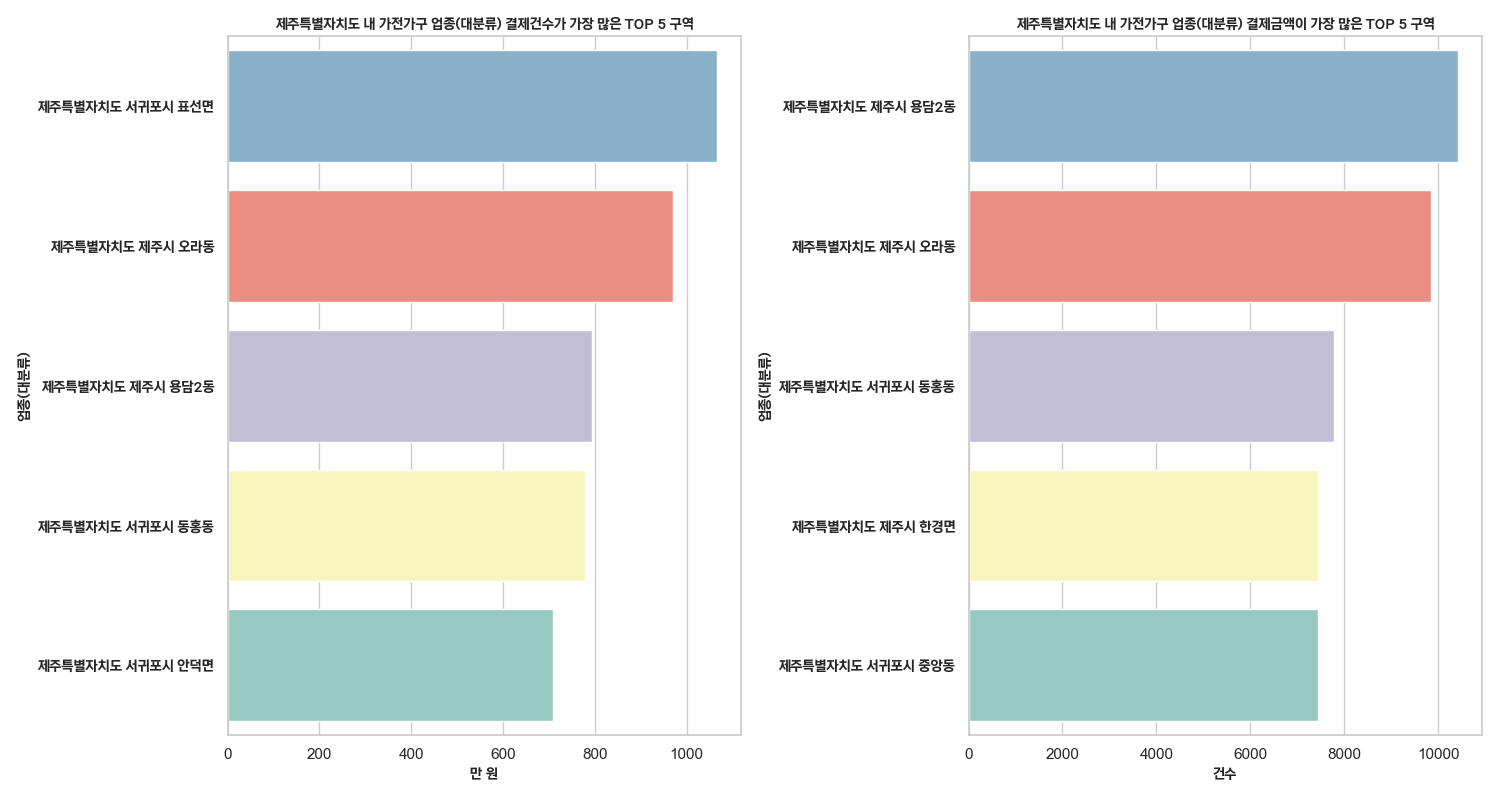 제주특별자치도 내 가전가구 업종(대분류) 결제건수가 가장 많은 TOP 5 구역
업종(대분류)
제주특별자치도 서귀포시 표선면
제주특별자치도 제주시 오라동
제주특별자치도 제주시 용담2동
제주특별자치도 서귀포시 동홍동
제주특별자치도 서귀포시 안덕면
0 200 400 600 800 1000
만 원
제주특별자치도 내 가전가구 업종(대분류) 결제금액이 가장 많은 TOP 5 구역
업종(대분류)
제주특별자치도 제주시 용담2동
제주특별자치도 제주시 오라동
제주특별자치도 서귀포시 동홍동
제주특별자치도 제주시 한경면
제주특별자치도 서귀포시 중앙동
0 2000 4000 6000 8000 10000
건수